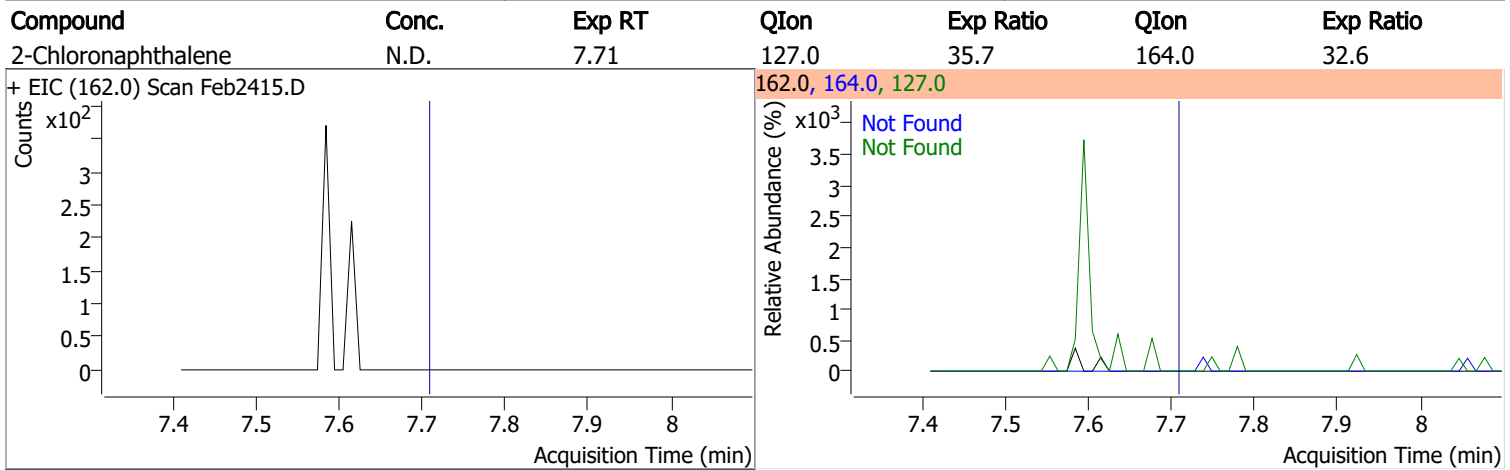 Compound Conc. Exp RT QIon Exp Ratio QIon Exp Ratio
2-Chloronaphthalene N.D. 7.71 127.0 35.7 164.0 32.6
+ EIC (162.0) Scan Feb2415.D
Counts
x102
3
2.5
2
1.5
1
0.5
0
7.4 7.5 7.6 7.7 7.8 7.9 8
Acquisition Time (min)
162.0, 164.0, 127.0
Relative Abundance (%)
x103
Not Found
Not Found
3.5
3
2.5
2
1.5
1
0.5
0
7.4 7.5 7.6 7.7 7.8 7.9 8
Acquisition Time (min)